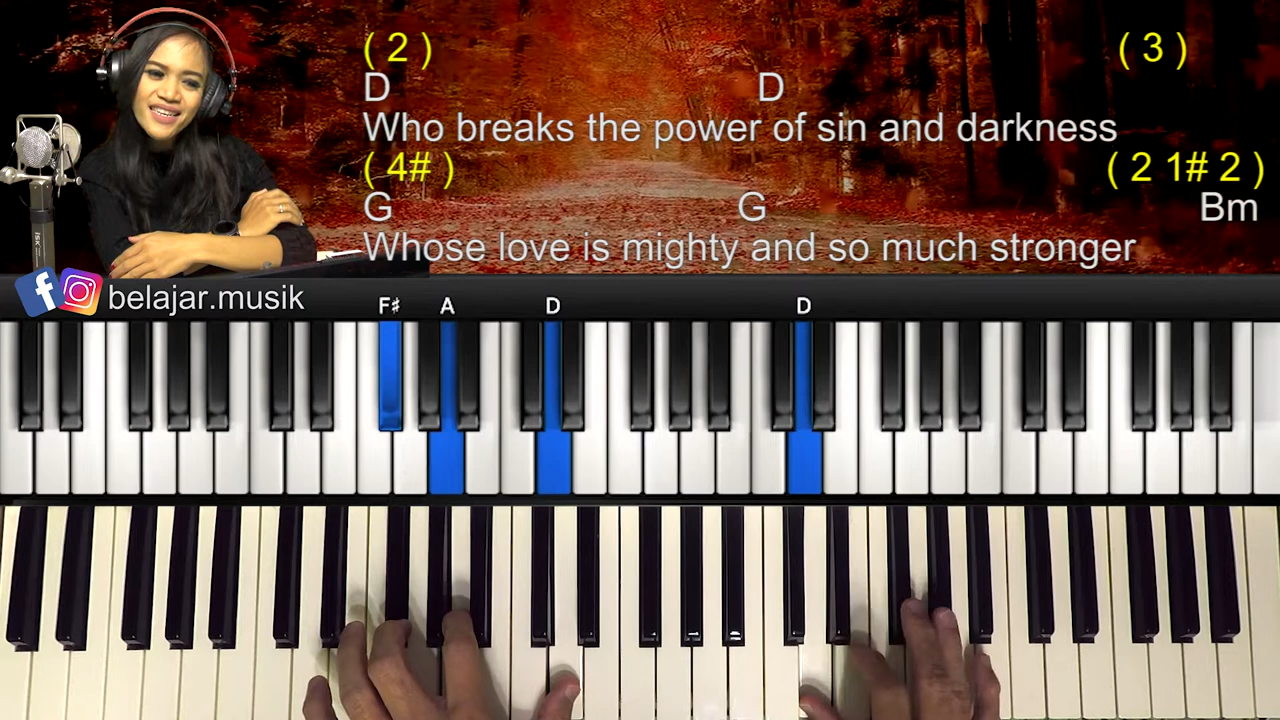 ( 2 ) ( 3 )
D D
Who breaks the power of sin and darkness
( 4# ) ( 2 1# 2 )
G G Bm
Whose love is mighty and so much stronger
belajar.musik
F♯ A D D